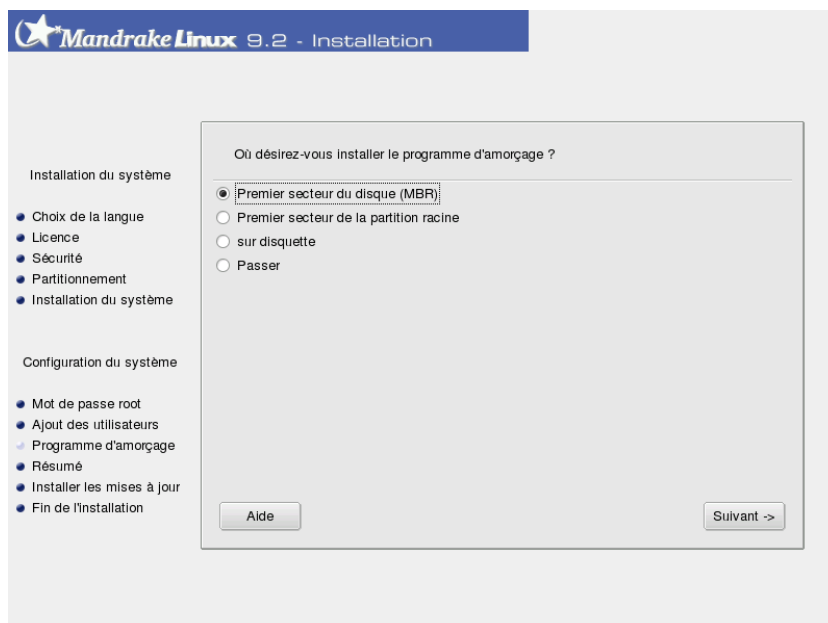 Mandrake Linux 9.2 - Installation
Installation du système
Choix de la langue
Licence
Sécurité
Partitionnement
Installation du système
Configuration du système
Mot de passe root
Ajout des utilisateurs
Programme d'amorçage
Résumé
Installer les mises à jour
Fin de l'installation
Où désirez-vous installer le programme d'amorçage ?
Premier secteur du disque (MBR)
Premier secteur de la partition racine
sur disquette
Passer
Aide
Suivant ->